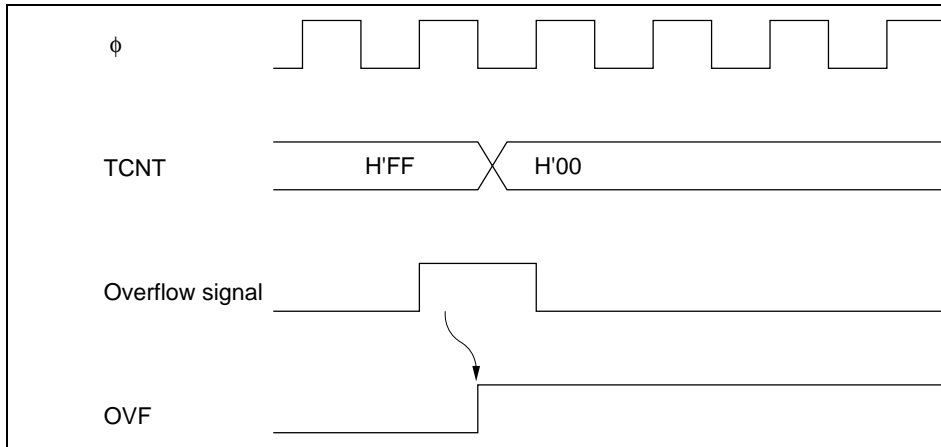 ϕ
TCNT
H'FF
H'00
Overflow signal
OVF